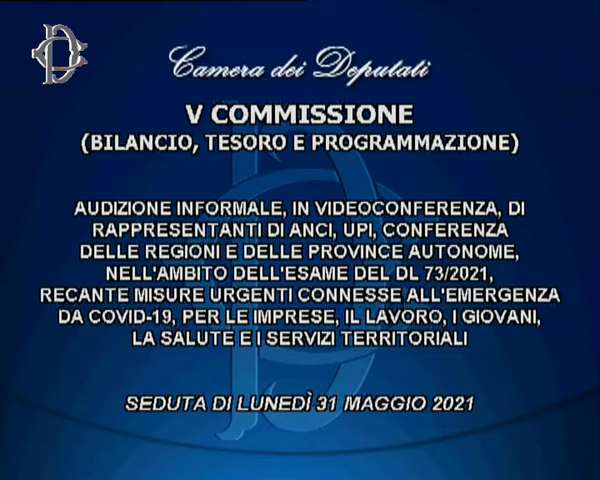 Camera dei Deputati
V COMMISSIONE
(BILANCIO, TESORO E PROGRAMMAZIONE)
AUDIZIONE INFORMALE, IN VIDEOCONFERENZA, DI
RAPPRESENTANTI DI ANCI, UPI, CONFERENZA
DELLE REGIONI E DELLE PROVINCE AUTONOME,
NELL'AMBITO DELL'ESAME DEL DL 73/2021,
RECANTE MISURE URGENTI CONNESSE ALL'EMERGENZA
DA COVID-19, PER LE IMPRESE, IL LAVORO, I GIOVANI,
LA SALUTE E I SERVIZI TERRITORIALI
SEDUTA DI LUNEDÌ 31 MAGGIO 2021